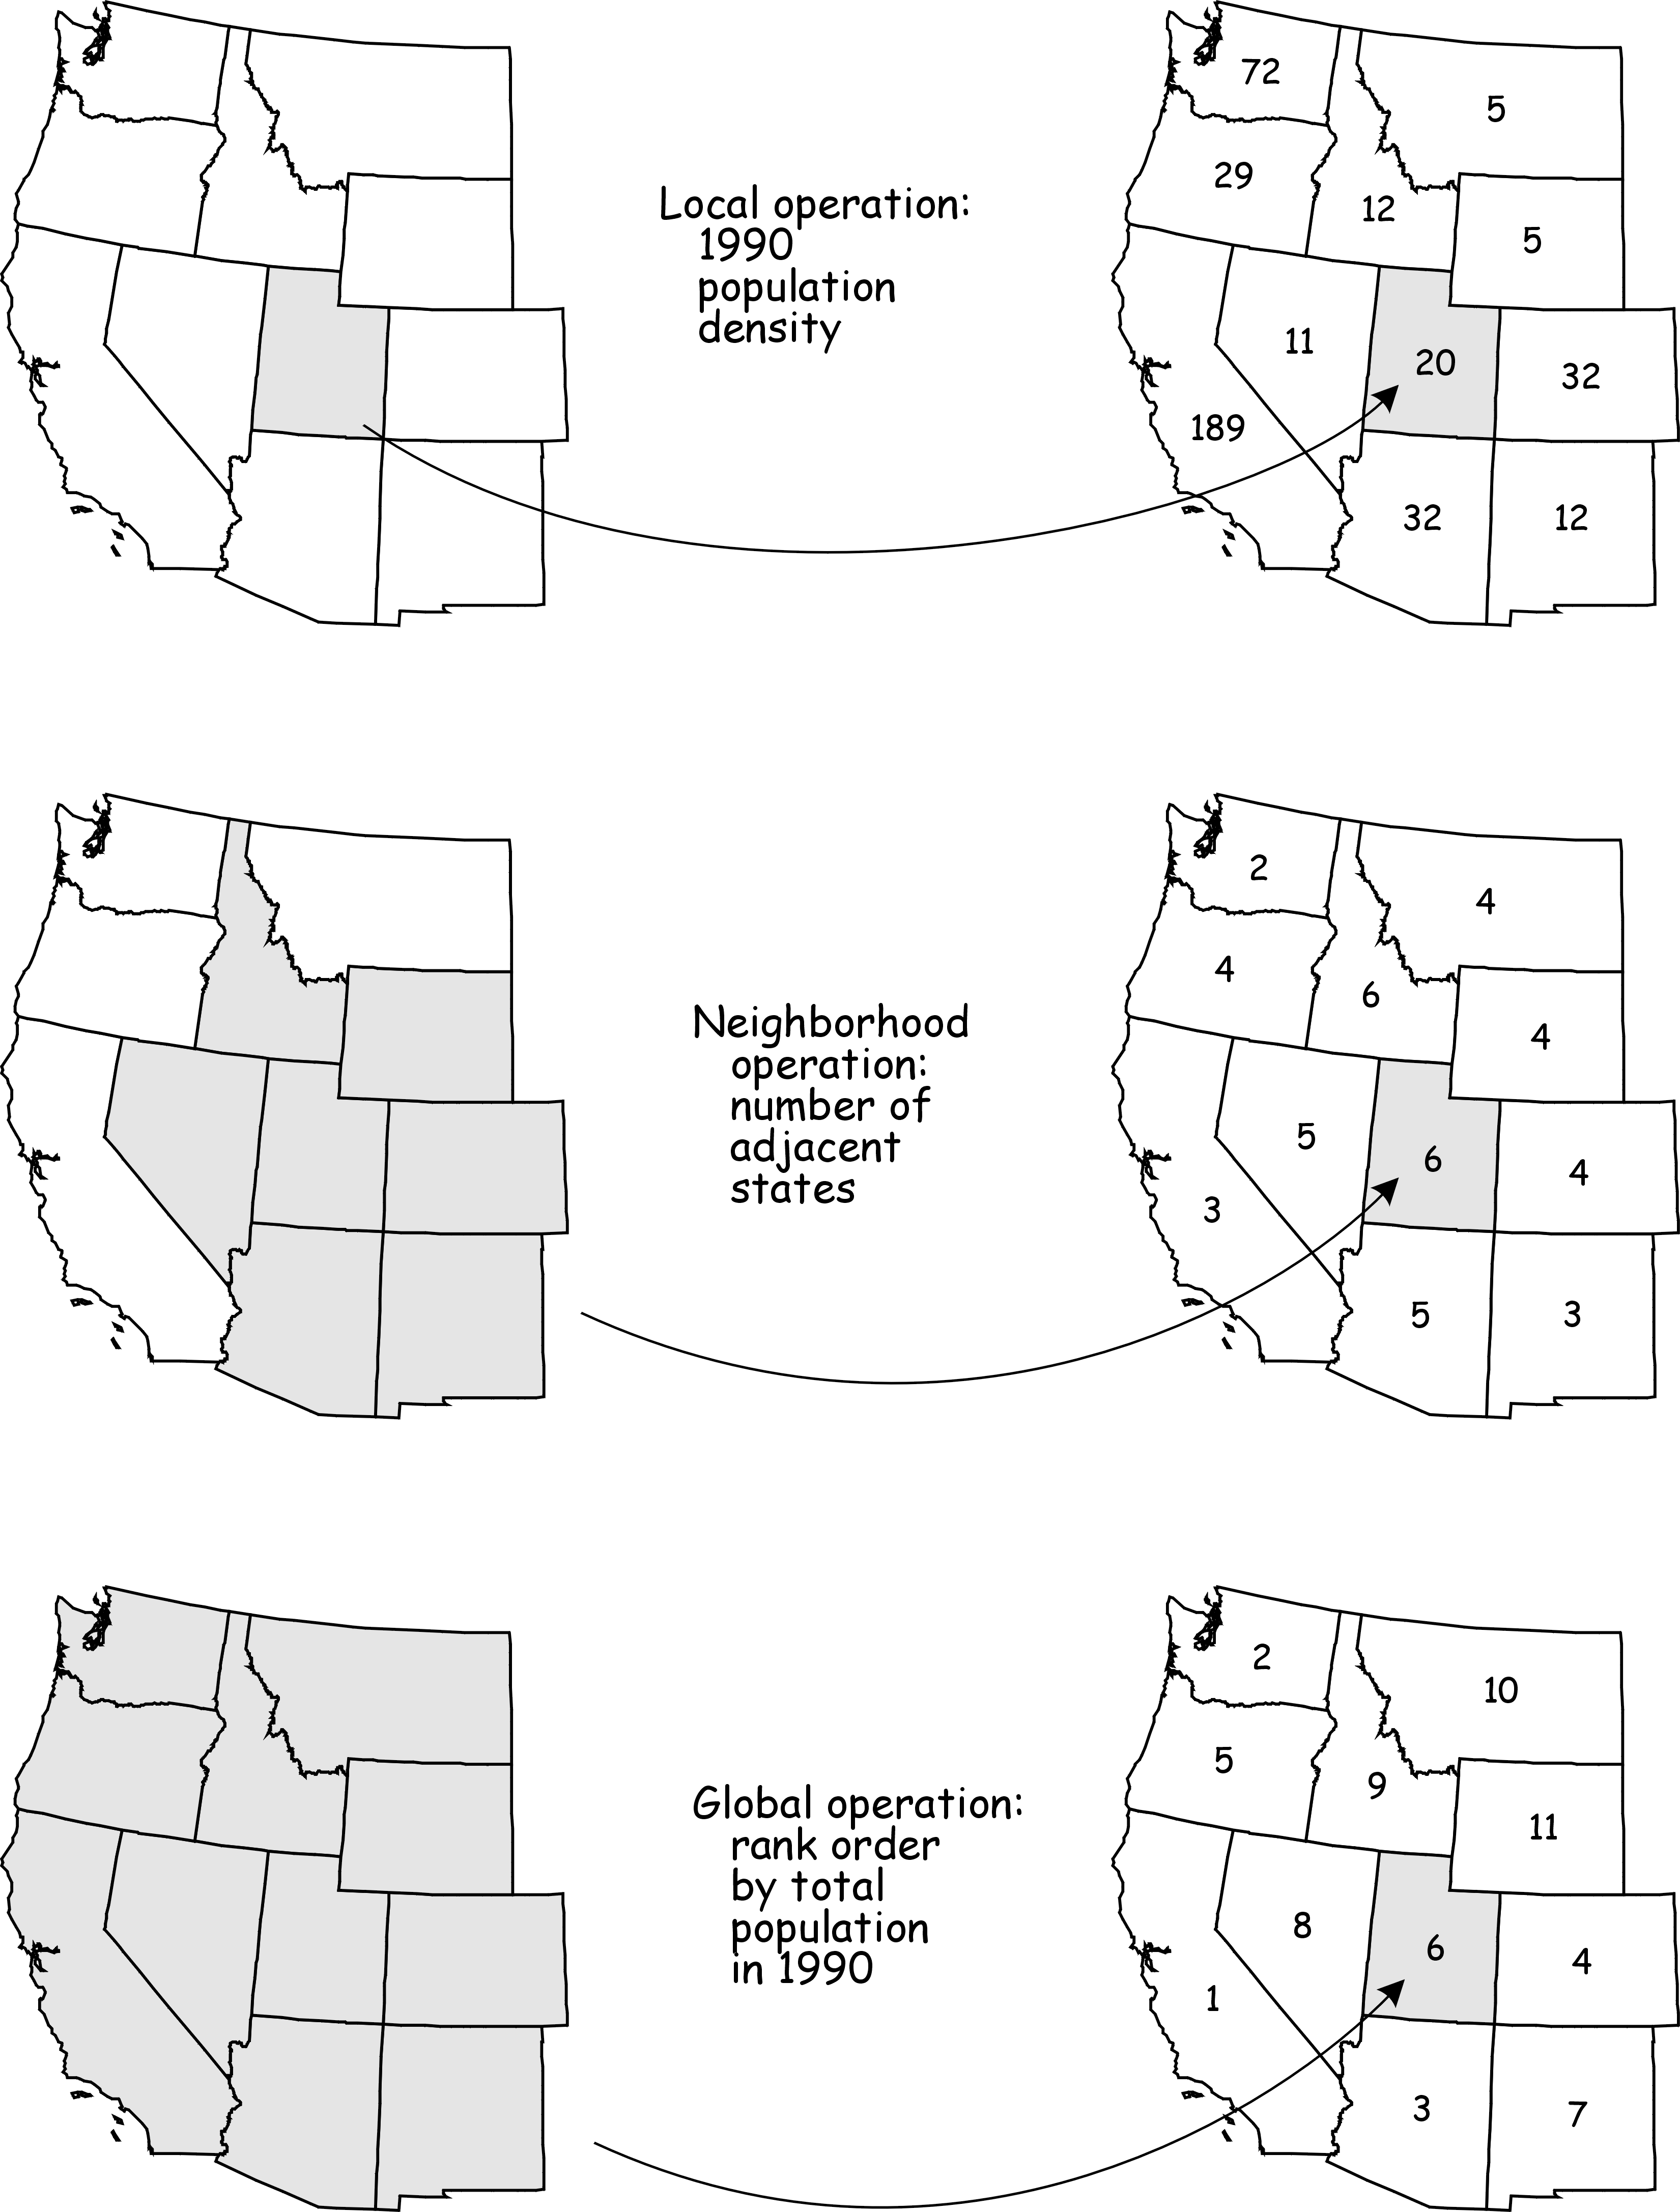 72
5
29
12
5
Local operation:
1990
population
density
11
20
32
189
32
12
2
4
4
6
4
Neighborhood
operation:
number of
adjacent
states
5
6
4
3
5
3
2
10
5
9
11
Global operation:
rank order
by total
population
in 1990
8
6
4
1
3
7